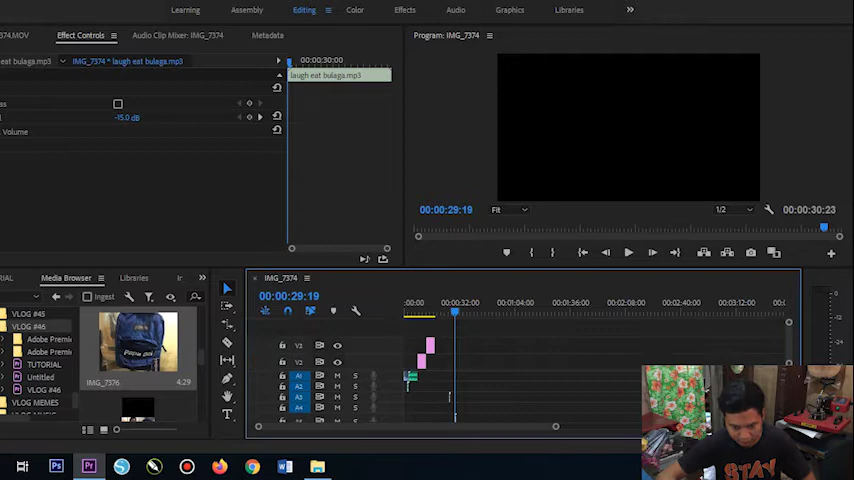 Learning Assembly Editing Color Effects Audio Graphics Libraries
74.MOV Effect Controls Audio Clip Mixer: IMG_7374 Metadata
Program: IMG_7374
eat bulaga.mp3 IMG_7374 * laugh eat bulaga.mp3 00:00:30:00
laugh eat bulaga.mp3
-15.0 dB
Volume
00:00:29:19 Fit 1/2 00:00:30:23
Media Browser Libraries
IMG_7374
Ingest
00:00:29:19
:00:00 00:00:32:00 00:01:04:00 00:01:36:00 00:02:08:00 00:02:40:00 00:03:12:00
VLOG #45
VLOG #46
Adobe Premi
Adobe Premi
TUTORIAL
Untitled
VLOG #46
VLOG MEMES
IMG_7376 4:29
V3
V2
A1 M S
A2 M S
A3 M S
A4 M S
STAY
Ps Pr W